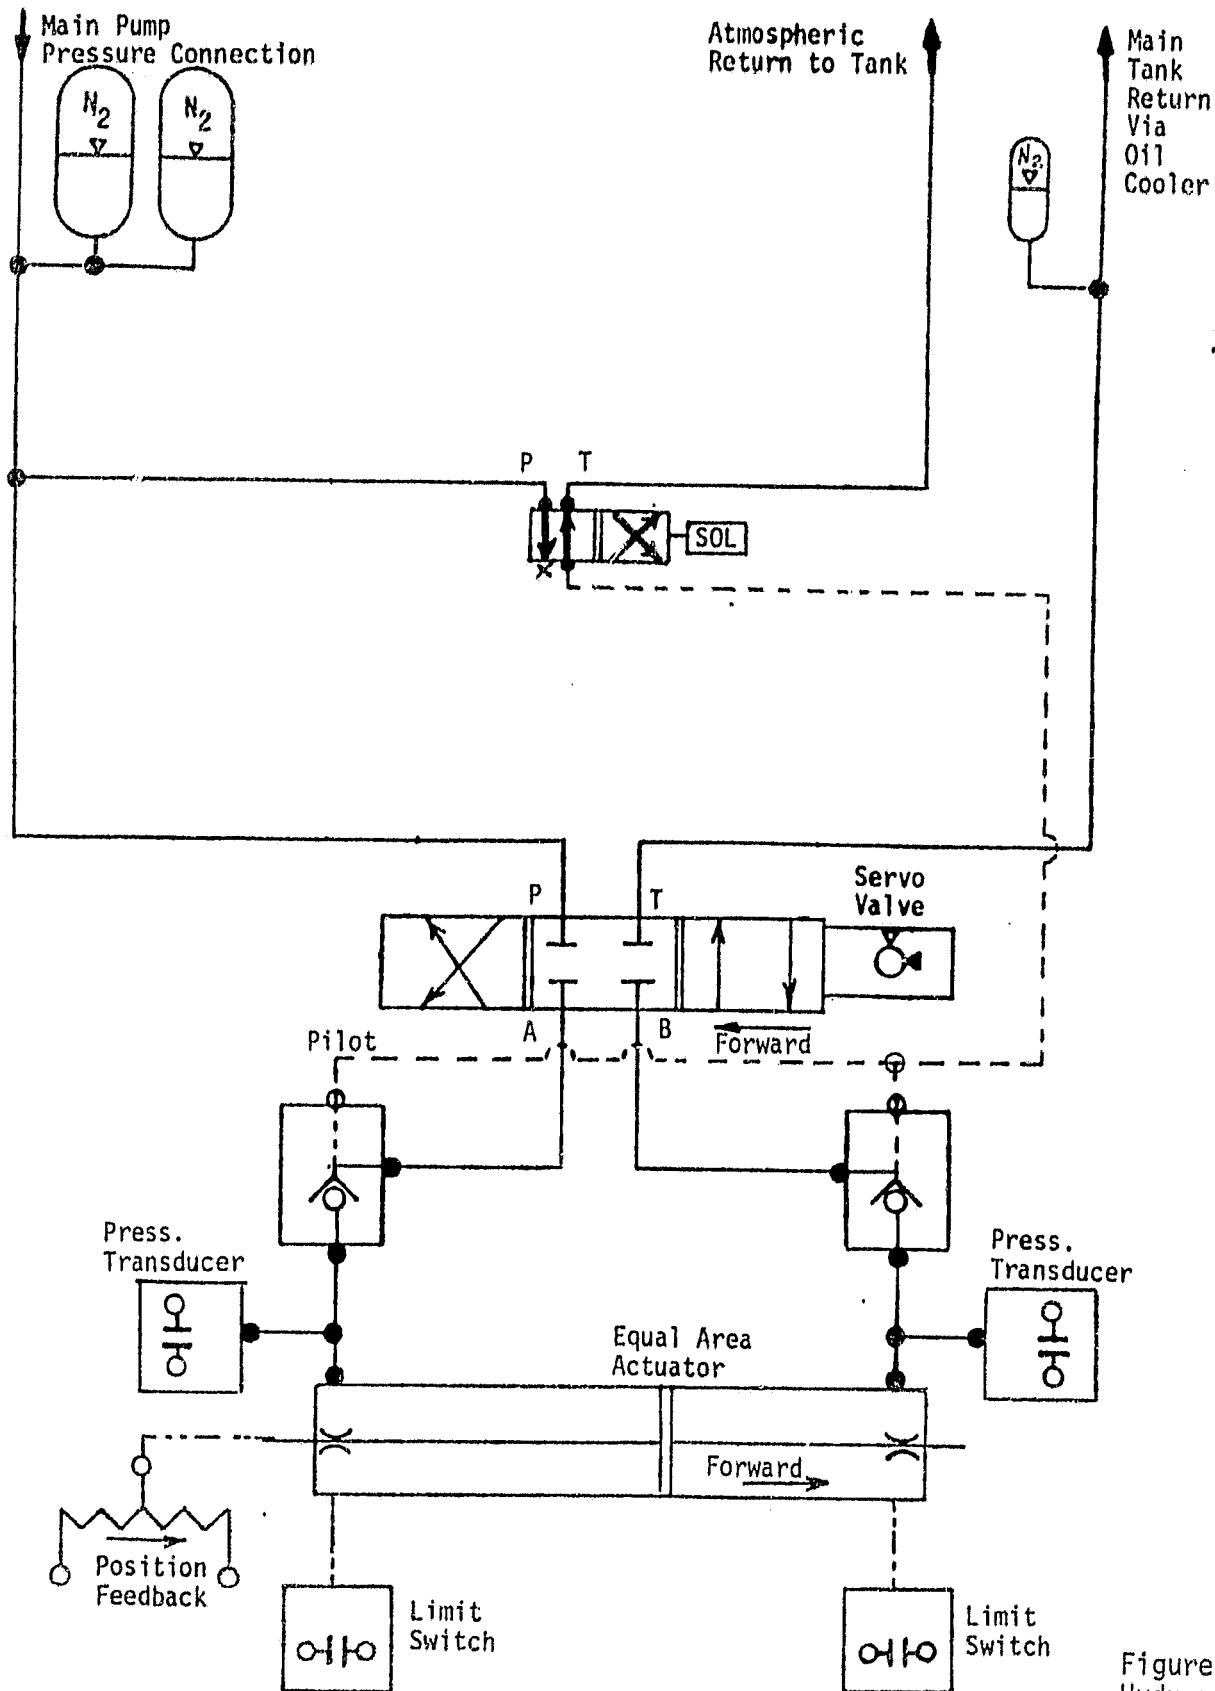 Main Pump
Pressure Connection
N2
N2
Atmospheric
Return to Tank
N2
Main
Tank
Return
Via
Oil
Cooler
P
T
SOL
Servo
Valve
P
T
A
B
Forward
Pilot
Press.
Transducer
Press.
Transducer
Equal Area
Actuator
Forward
Position
Feedback
Limit
Switch
Limit
Switch
Figure